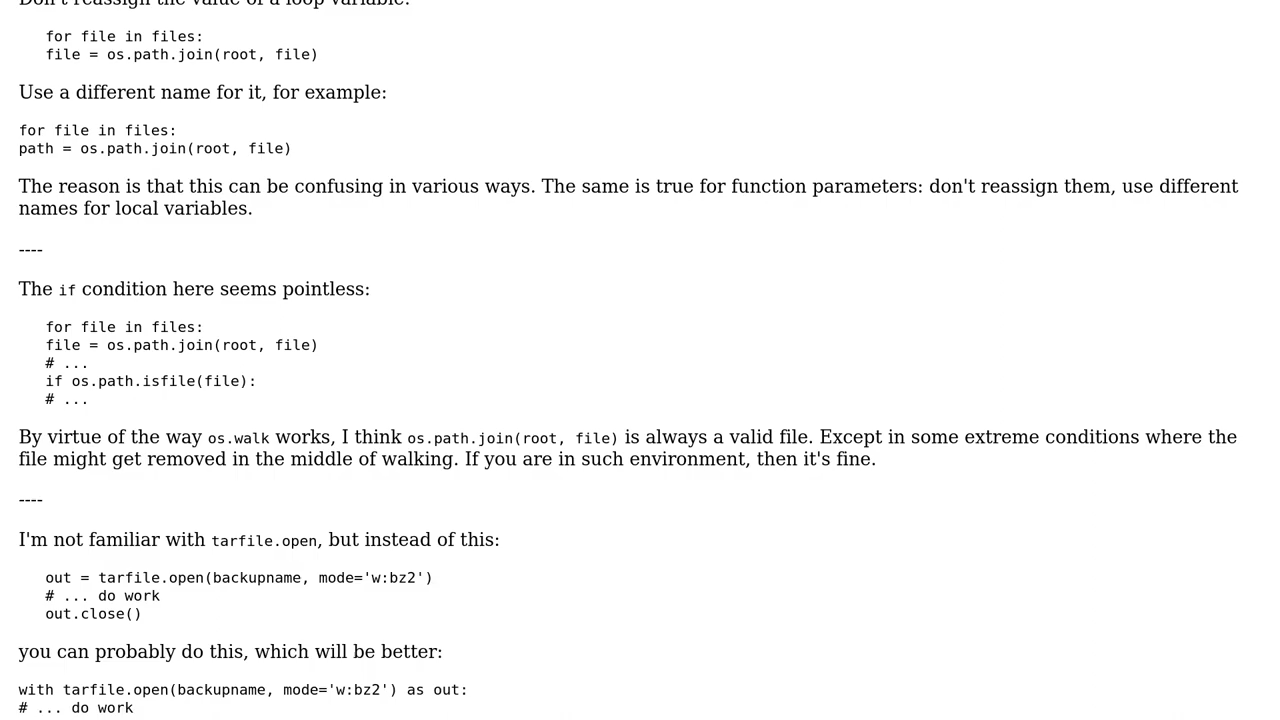 Don't reassign the value of a loop variable:
for file in files:
file = os.path.join(root, file)
Use a different name for it, for example:
for file in files:
path = os.path.join(root, file)
The reason is that this can be confusing in various ways. The same is true for function parameters: don't reassign them, use different
names for local variables.
----
The if condition here seems pointless:
for file in files:
file = os.path.join(root, file)
# ...
if os.path.isfile(file):
# ...
By virtue of the way os.walk works, I think os.path.join(root, file) is always a valid file. Except in some extreme conditions where the
file might get removed in the middle of walking. If you are in such environment, then it's fine.
----
I'm not familiar with tarfile.open, but instead of this:
out = tarfile.open(backupname, mode='w:bz2')
# ... do work
out.close()
you can probably do this, which will be better:
with tarfile.open(backupname, mode='w:bz2') as out:
# ... do work